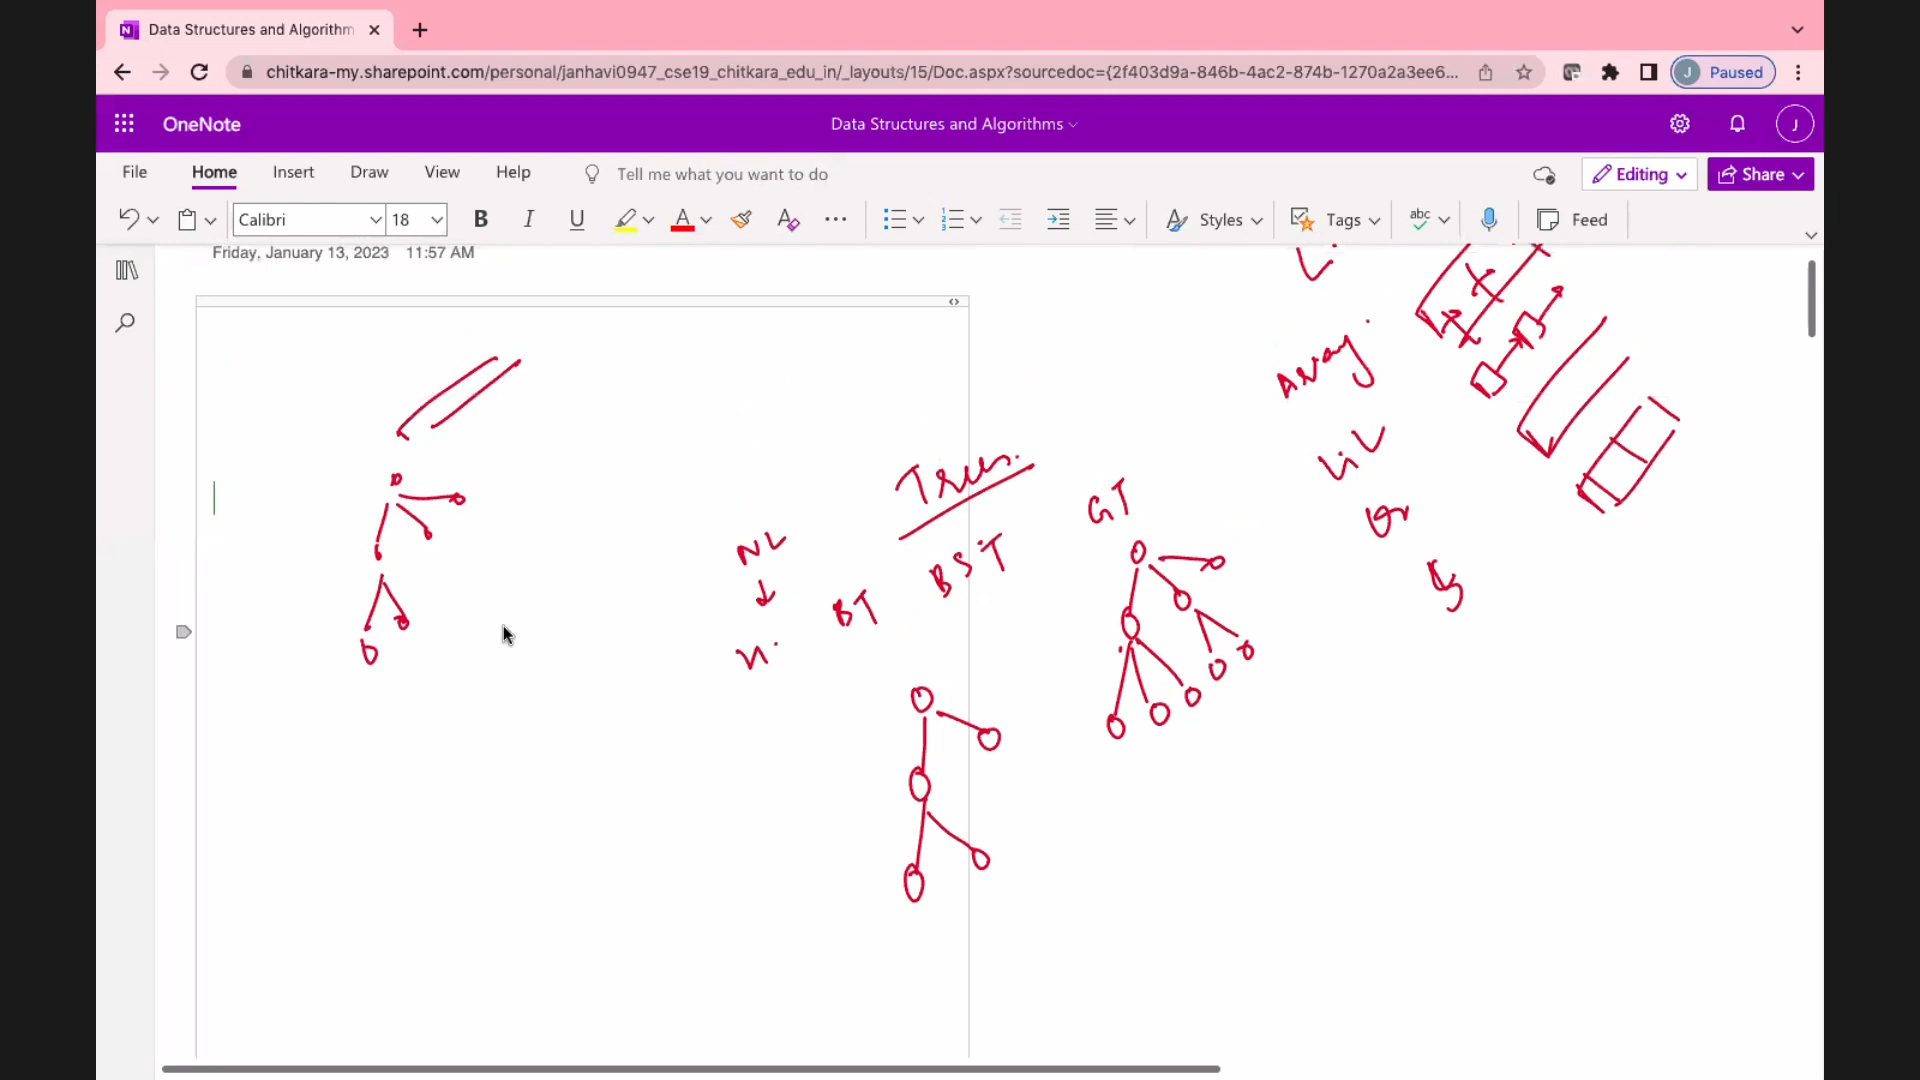 Data Structures and Algorithm
chitkara-my.sharepoint.com/personal/janhavi0947_cse19_chitkara_edu_in/_layouts/15/Doc.aspx?sourcedoc={2f403d9a-846b-4ac2-874b-1270a2a3ee6...
J Paused
OneNote
Data Structures and Algorithms
J
File Home Insert Draw View Help Tell me what you want to do
Editing
Share
Calibri 18 B I U A A ... Styles Tags abc Feed
Friday, January 13, 2023 11:57 AM
Array
Trees.
GT
NL
BST
BT